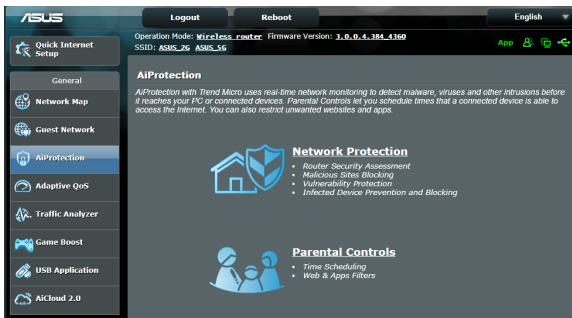 ASUS
Logout
Reboot
English
Quick Internet
Setup
Operation Mode: Wireless router Firmware Version: 3.0.0.4.384_4360
SSID: ASUS_2G ASUS_5G
App
General
Network Map
Guest Network
AiProtection
Adaptive QoS
Traffic Analyzer
Game Boost
USB Application
AiCloud 2.0
AiProtection
AiProtection with Trend Micro uses real-time network monitoring to detect malware, viruses and other intrusions before
it reaches your PC or connected devices. Parental Controls let you schedule times that a connected device is able to
access the Internet. You can also restrict unwanted websites and apps.
Network Protection
• Router Security Assessment
• Malicious Sites Blocking
• Vulnerability Protection
• Infected Device Prevention and Blocking
Parental Controls
• Time Scheduling
• Web & Apps Filters